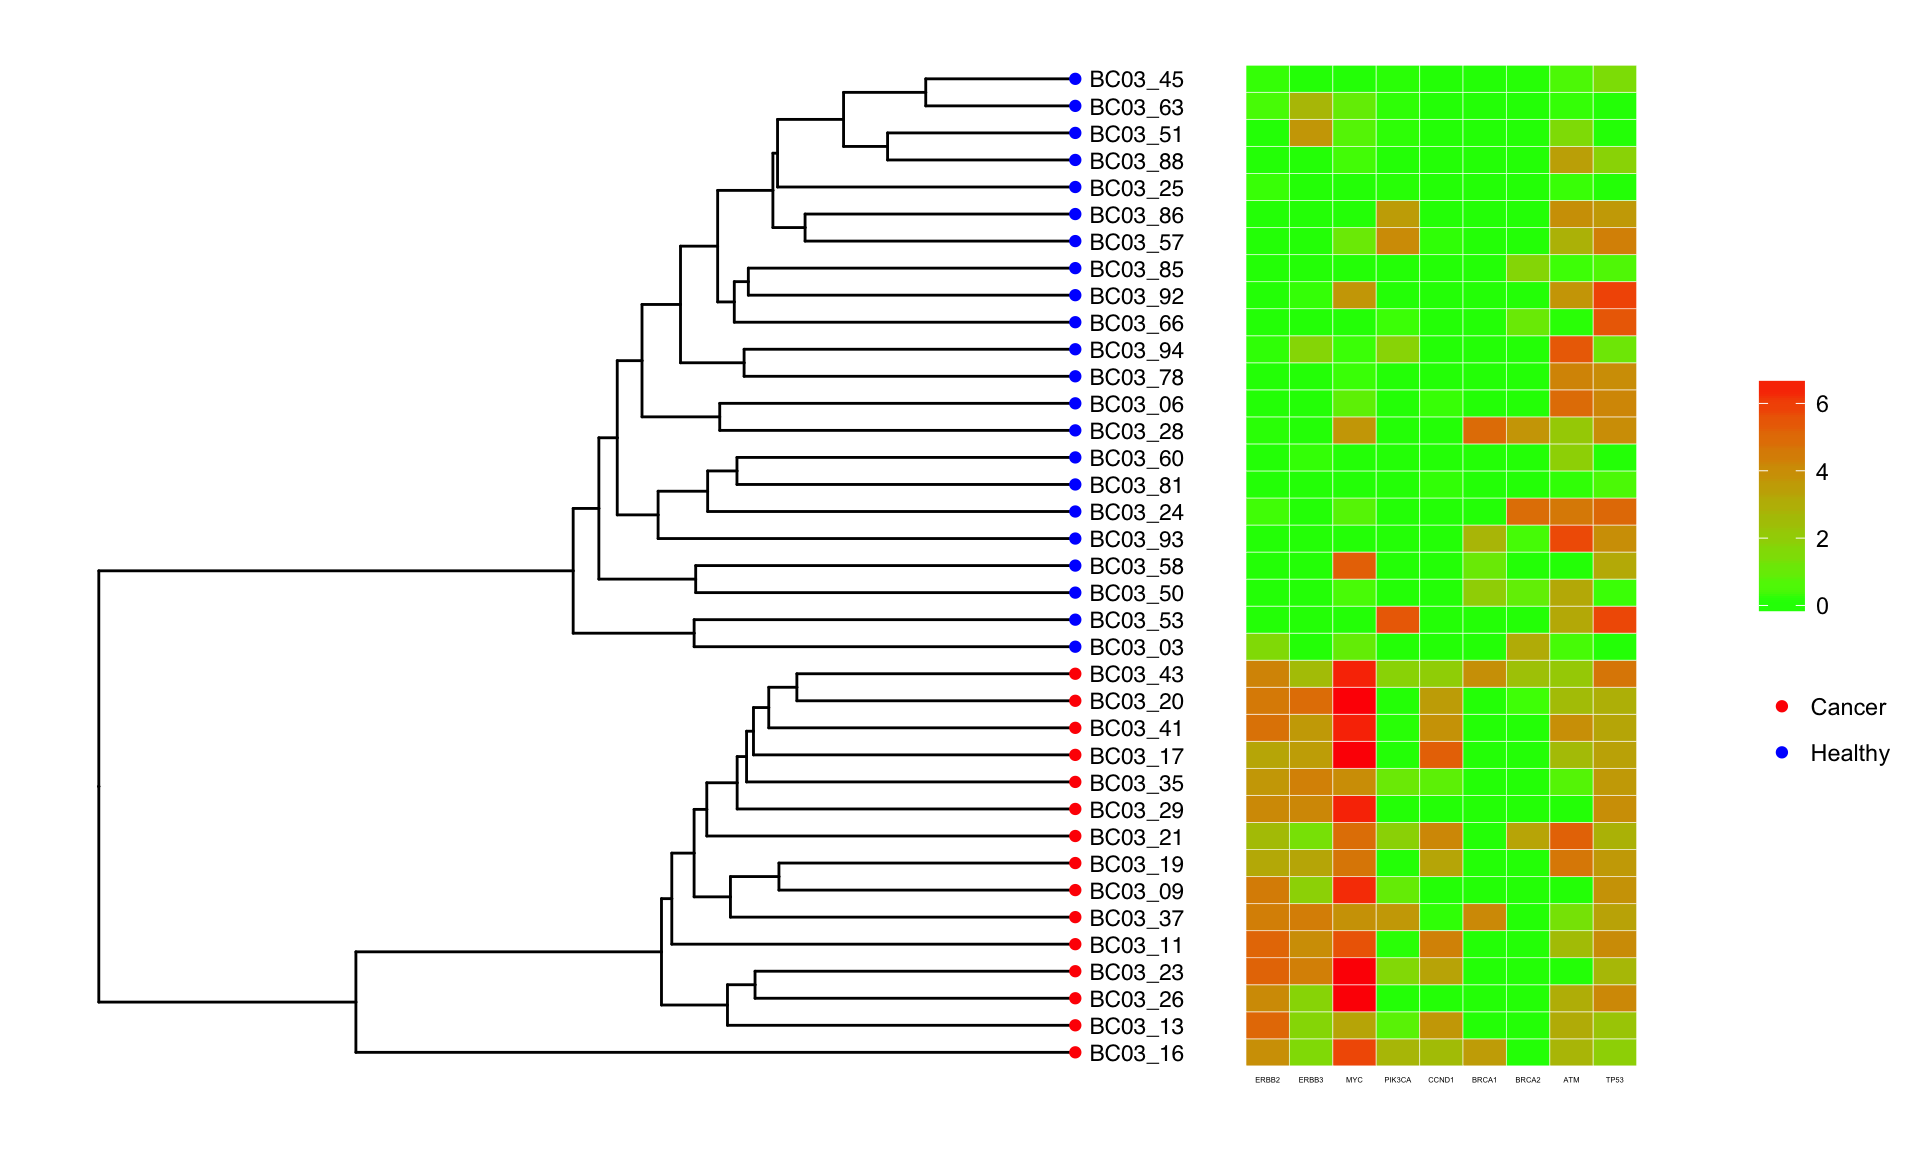 BC03_45
BC03_63
BC03_51
BC03_88
BC03_25
BC03_86
BC03_57
BC03_85
BC03_92
BC03_66
BC03_94
BC03_78
BC03_06
BC03_28
BC03_60
BC03_81
BC03_24
BC03_93
BC03_58
BC03_50
BC03_53
BC03_03
BC03_43
BC03_20
BC03_41
BC03_17
BC03_35
BC03_29
BC03_21
BC03_19
BC03_09
BC03_37
BC03_11
BC03_23
BC03_26
BC03_13
BC03_16
ERBB2 ERBB3 MYC PIK3CA CCND1 BRCA1 BRCA2 ATM TP53
6
4
2
0
Cancer
Healthy